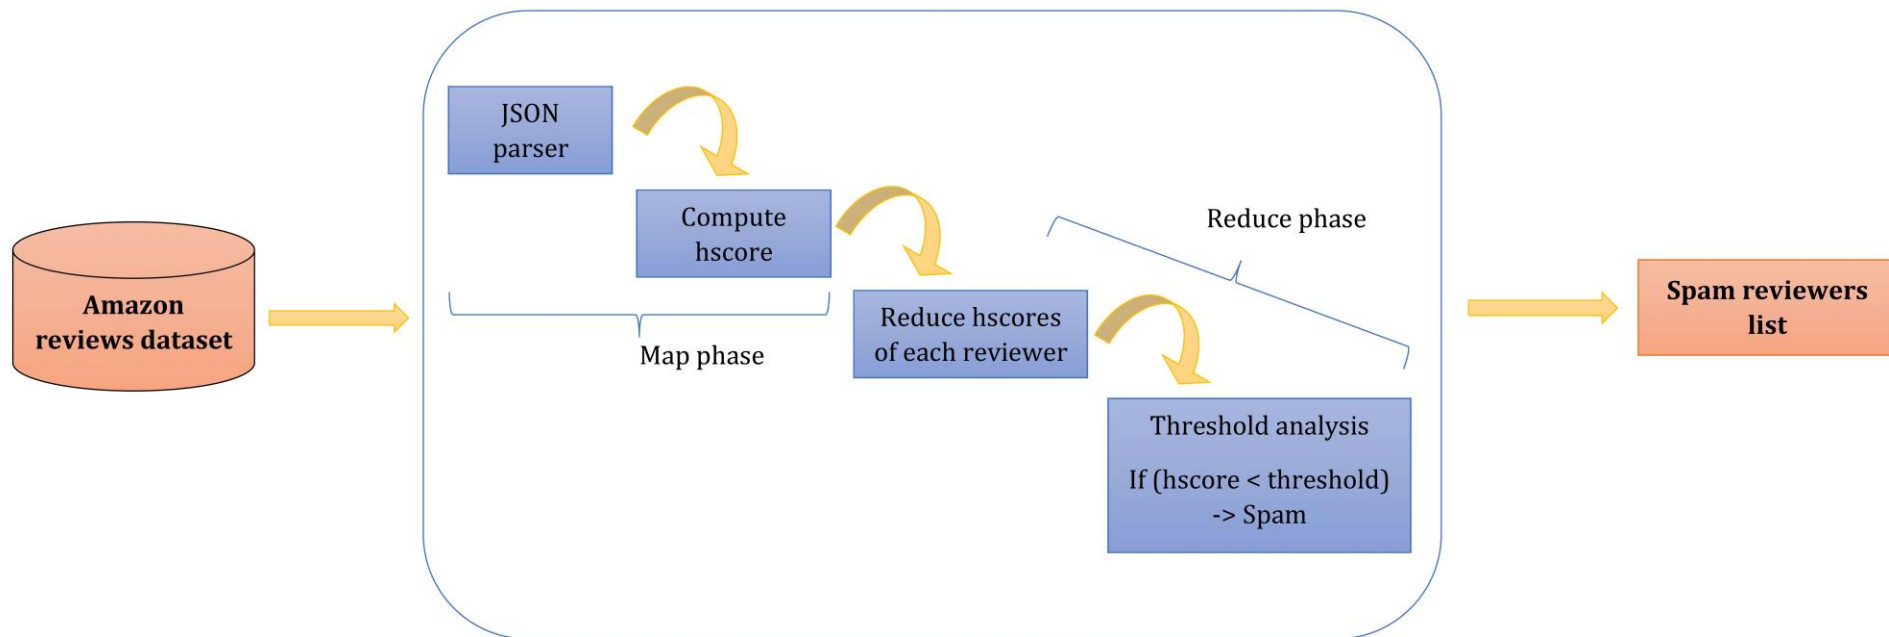 Amazon
reviews dataset
JSON
parser
Compute
hscore
Map phase
Reduce hscores
of each reviewer
Reduce phase
Threshold analysis
If (hscore < threshold)
-> Spam
Spam reviewers
list